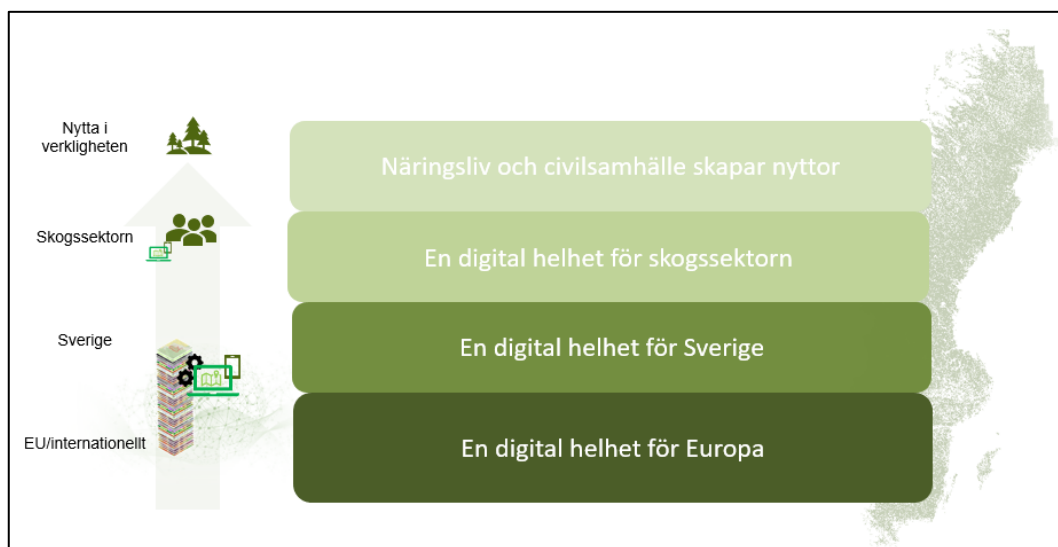 Nytta i
verkligheten
Näringsliv och civilsamhälle skapar nyttor
Skogssektorn
En digital helhet för skogssektorn
Sverige
En digital helhet för Sverige
EU/internationellt
En digital helhet för Europa